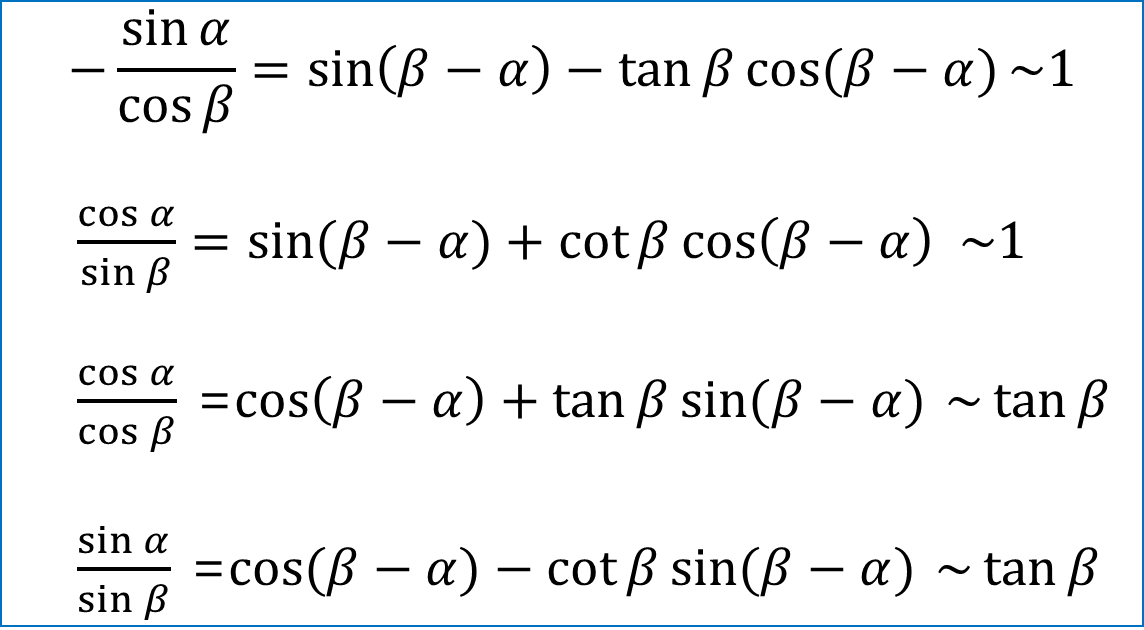 − sin α / cos β = sin(β − α) − tan β cos(β − α) ~1
cos α / sin β = sin(β − α) + cot β cos(β − α) ~1
cos α / cos β =cos(β − α) + tan β sin(β − α) ~ tan β
sin α / sin β =cos(β − α) − cot β sin(β − α) ~ tan β